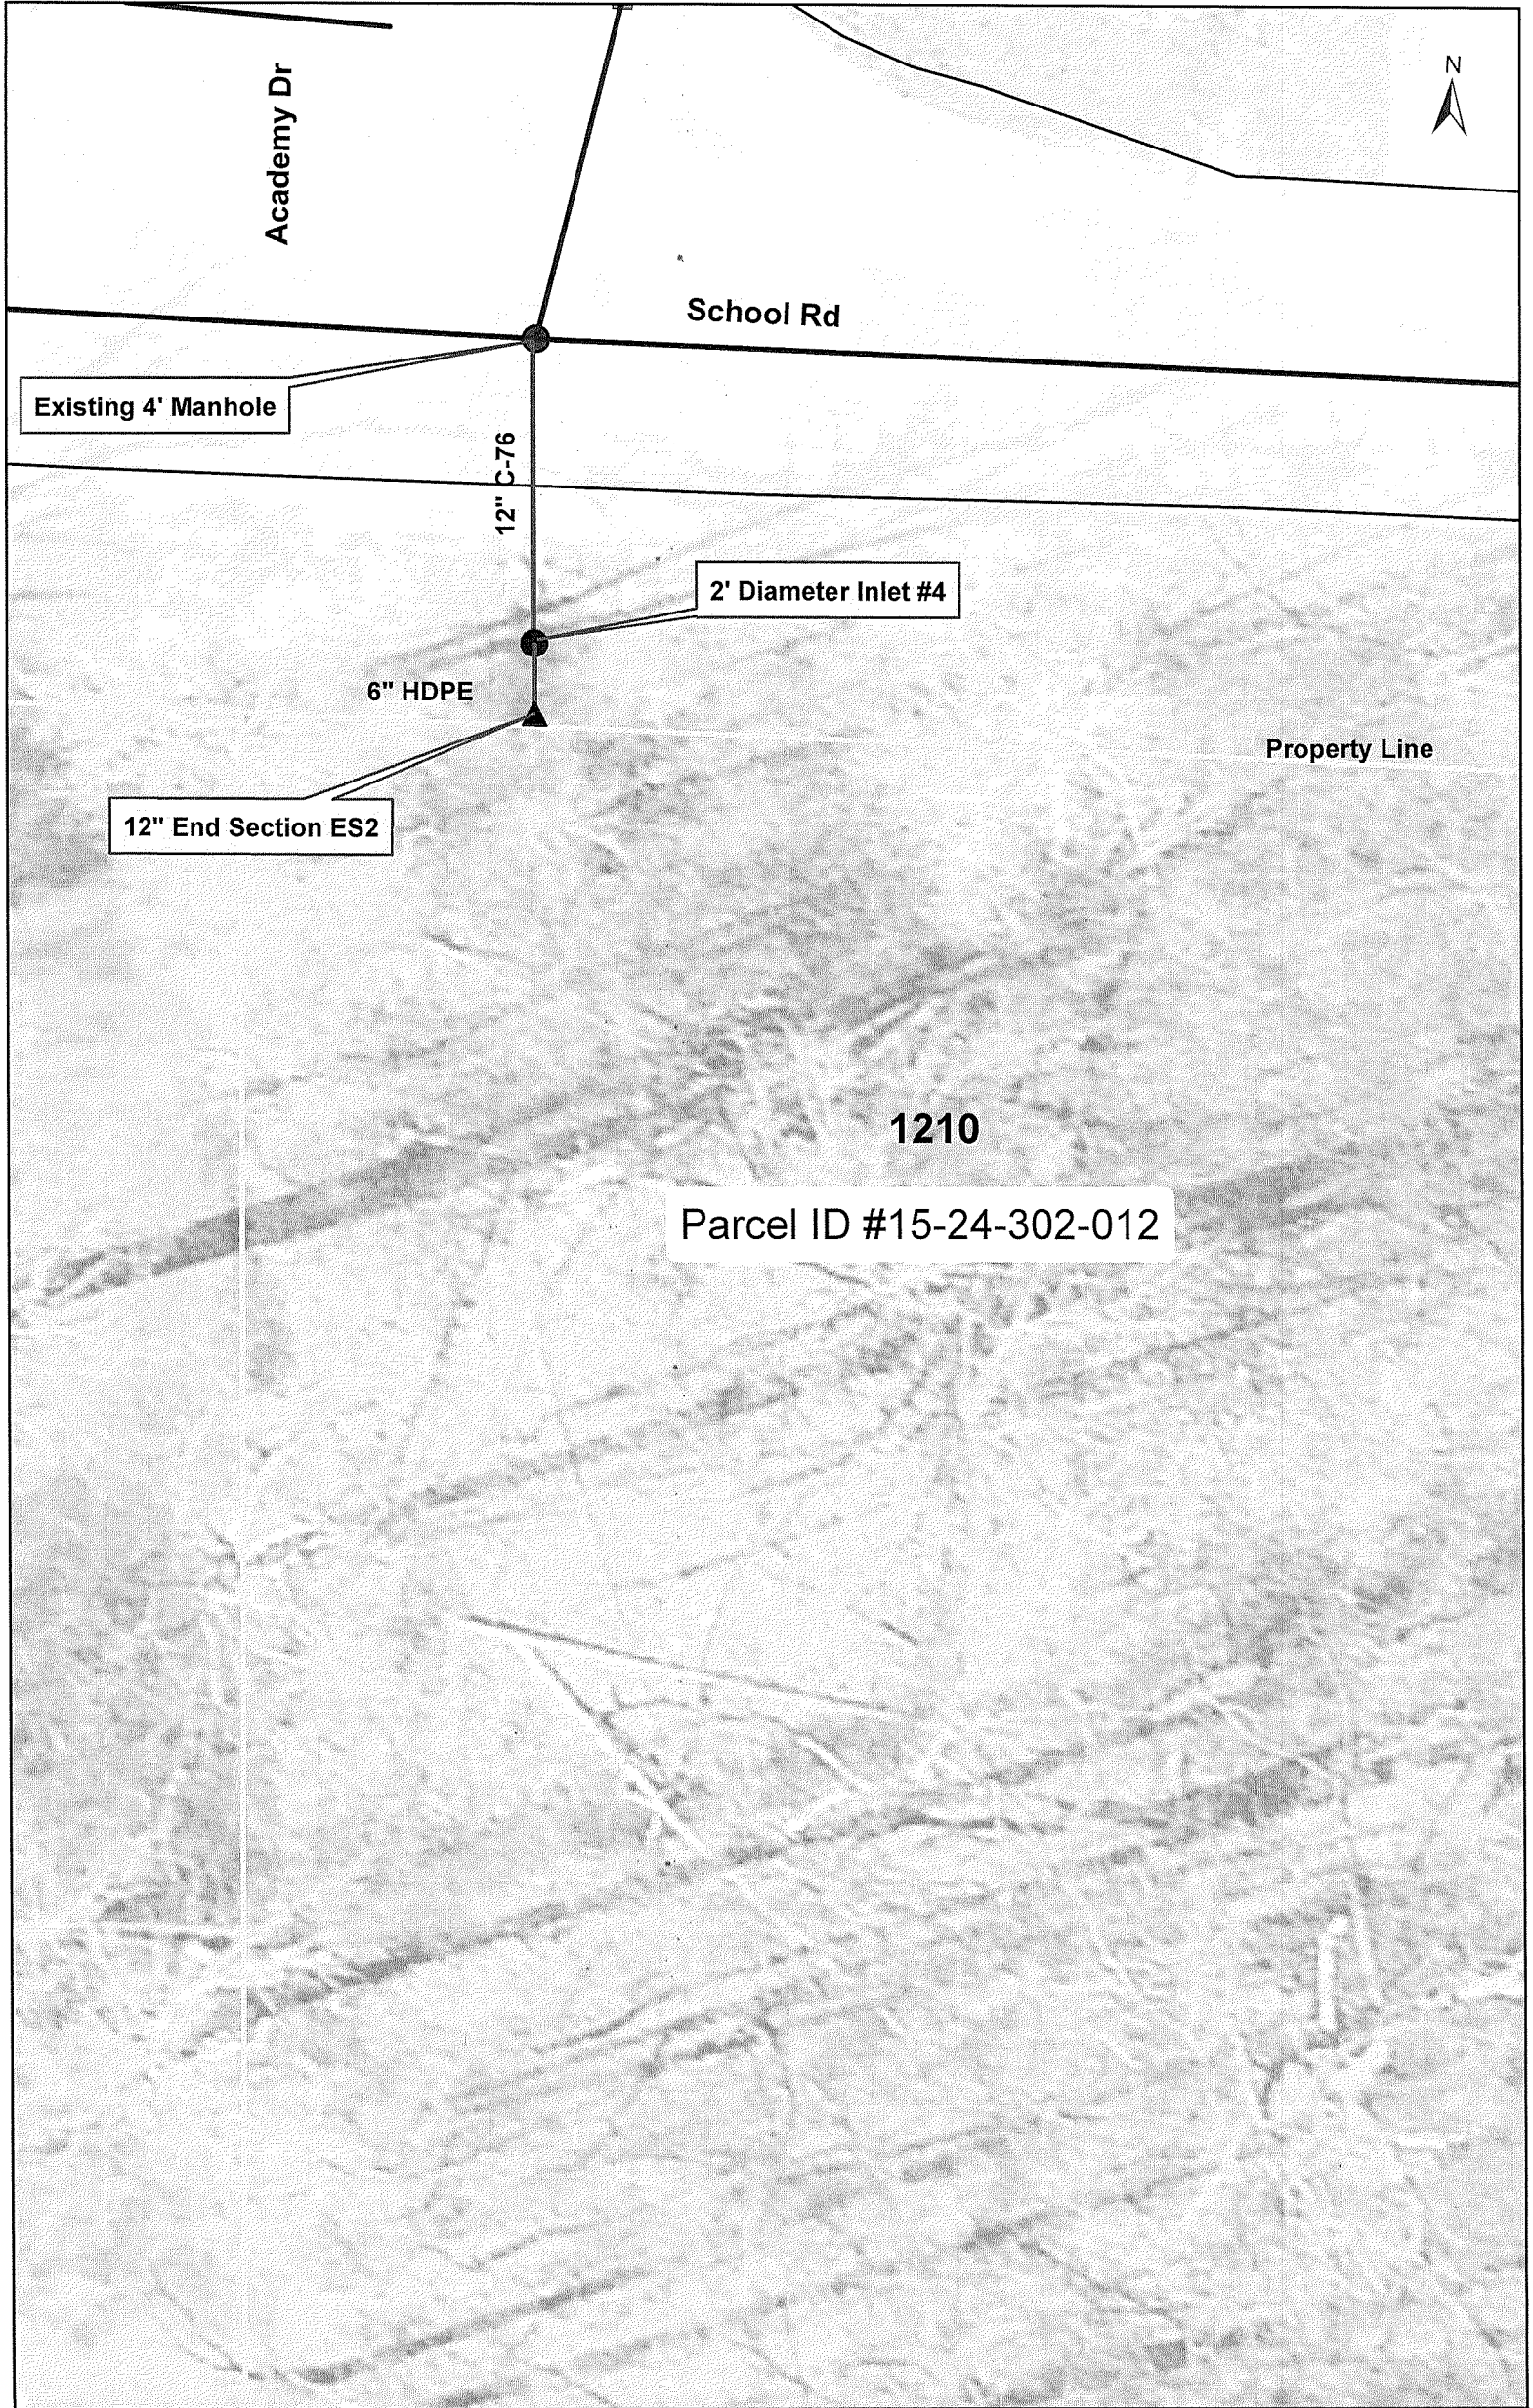 N
Academy Dr
School Rd
Existing 4' Manhole
12" C-76
2' Diameter Inlet #4
6" HDPE
Property Line
12" End Section ES2
1210
Parcel ID #15-24-302-012